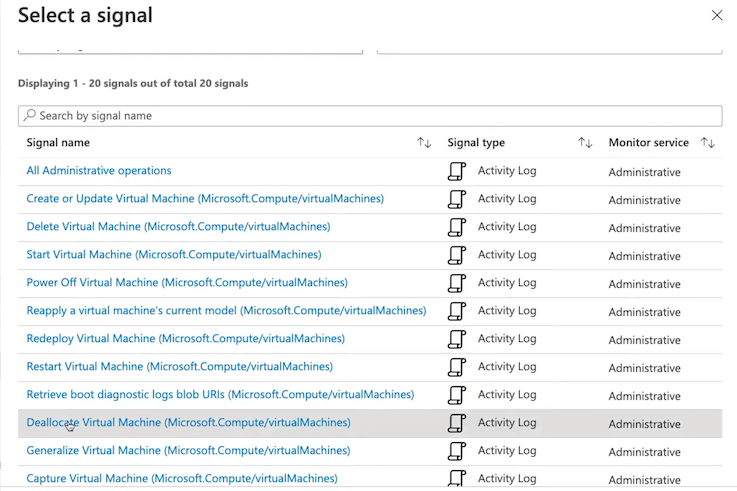 Select a signal
Displaying 1 - 20 signals out of total 20 signals
Search by signal name
Signal name Signal type Monitor service
All Administrative operations Activity Log Administrative
Create or Update Virtual Machine (Microsoft.Compute/virtualMachines) Activity Log Administrative
Delete Virtual Machine (Microsoft.Compute/virtualMachines) Activity Log Administrative
Start Virtual Machine (Microsoft.Compute/virtualMachines) Activity Log Administrative
Power Off Virtual Machine (Microsoft.Compute/virtualMachines) Activity Log Administrative
Reapply a virtual machine's current model (Microsoft.Compute/virtualMachines) Activity Log Administrative
Redeploy Virtual Machine (Microsoft.Compute/virtualMachines) Activity Log Administrative
Restart Virtual Machine (Microsoft.Compute/virtualMachines) Activity Log Administrative
Retrieve boot diagnostic logs blob URIs (Microsoft.Compute/virtualMachines) Activity Log Administrative
Deallocate Virtual Machine (Microsoft.Compute/virtualMachines) Activity Log Administrative
Generalize Virtual Machine (Microsoft.Compute/virtualMachines) Activity Log Administrative
Capture Virtual Machine (Microsoft.Compute/virtualMachines) Activity Log Administrative